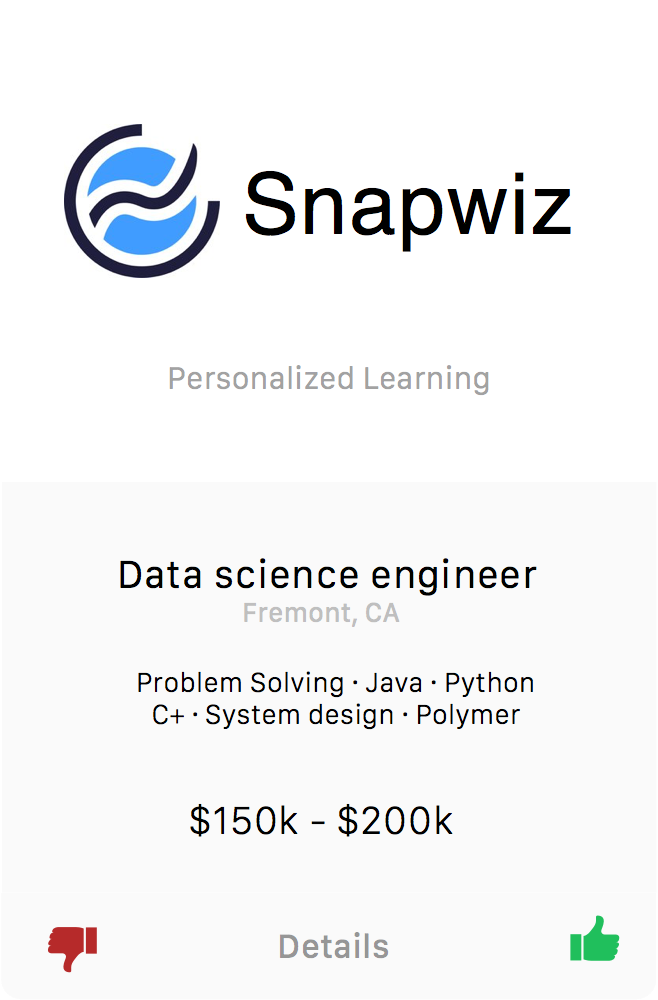 Snapwiz
Personalized Learning
Data science engineer
Fremont, CA
Problem Solving · Java · Python
C+ · System design · Polymer
$150k - $200k
Details